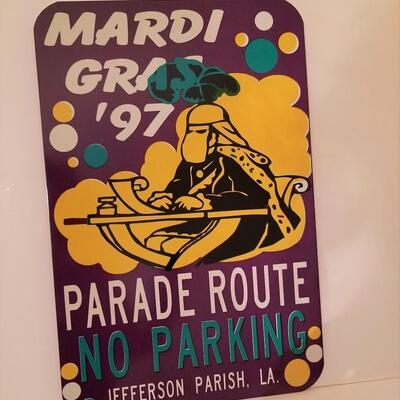 MARDI
GRAS
'97
PARADE ROUTE
NO PARKING
JEFFERSON PARISH, LA.